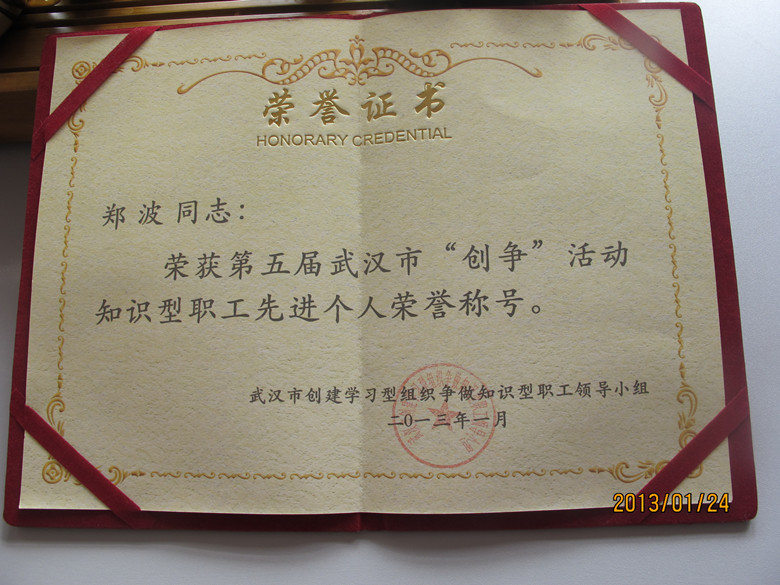 荣誉证书
HONORARY CREDENTIAL
郑波同志：
荣获第五届武汉市“创争”活动
知识型职工先进个人荣誉称号。
武汉市创建学习型组织争做知识型职工领导小组
二〇一三年一月
2013/01/24